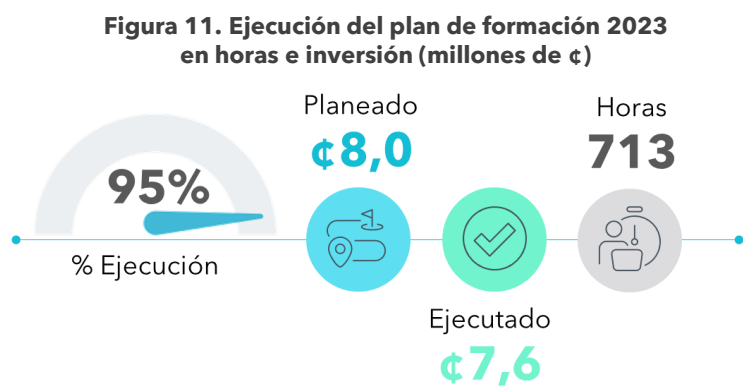 Figura 11. Ejecución del plan de formación 2023
en horas e inversión (millones de ¢)
Planeado
¢8,0
Horas
713
95%
% Ejecución
Ejecutado
¢7,6